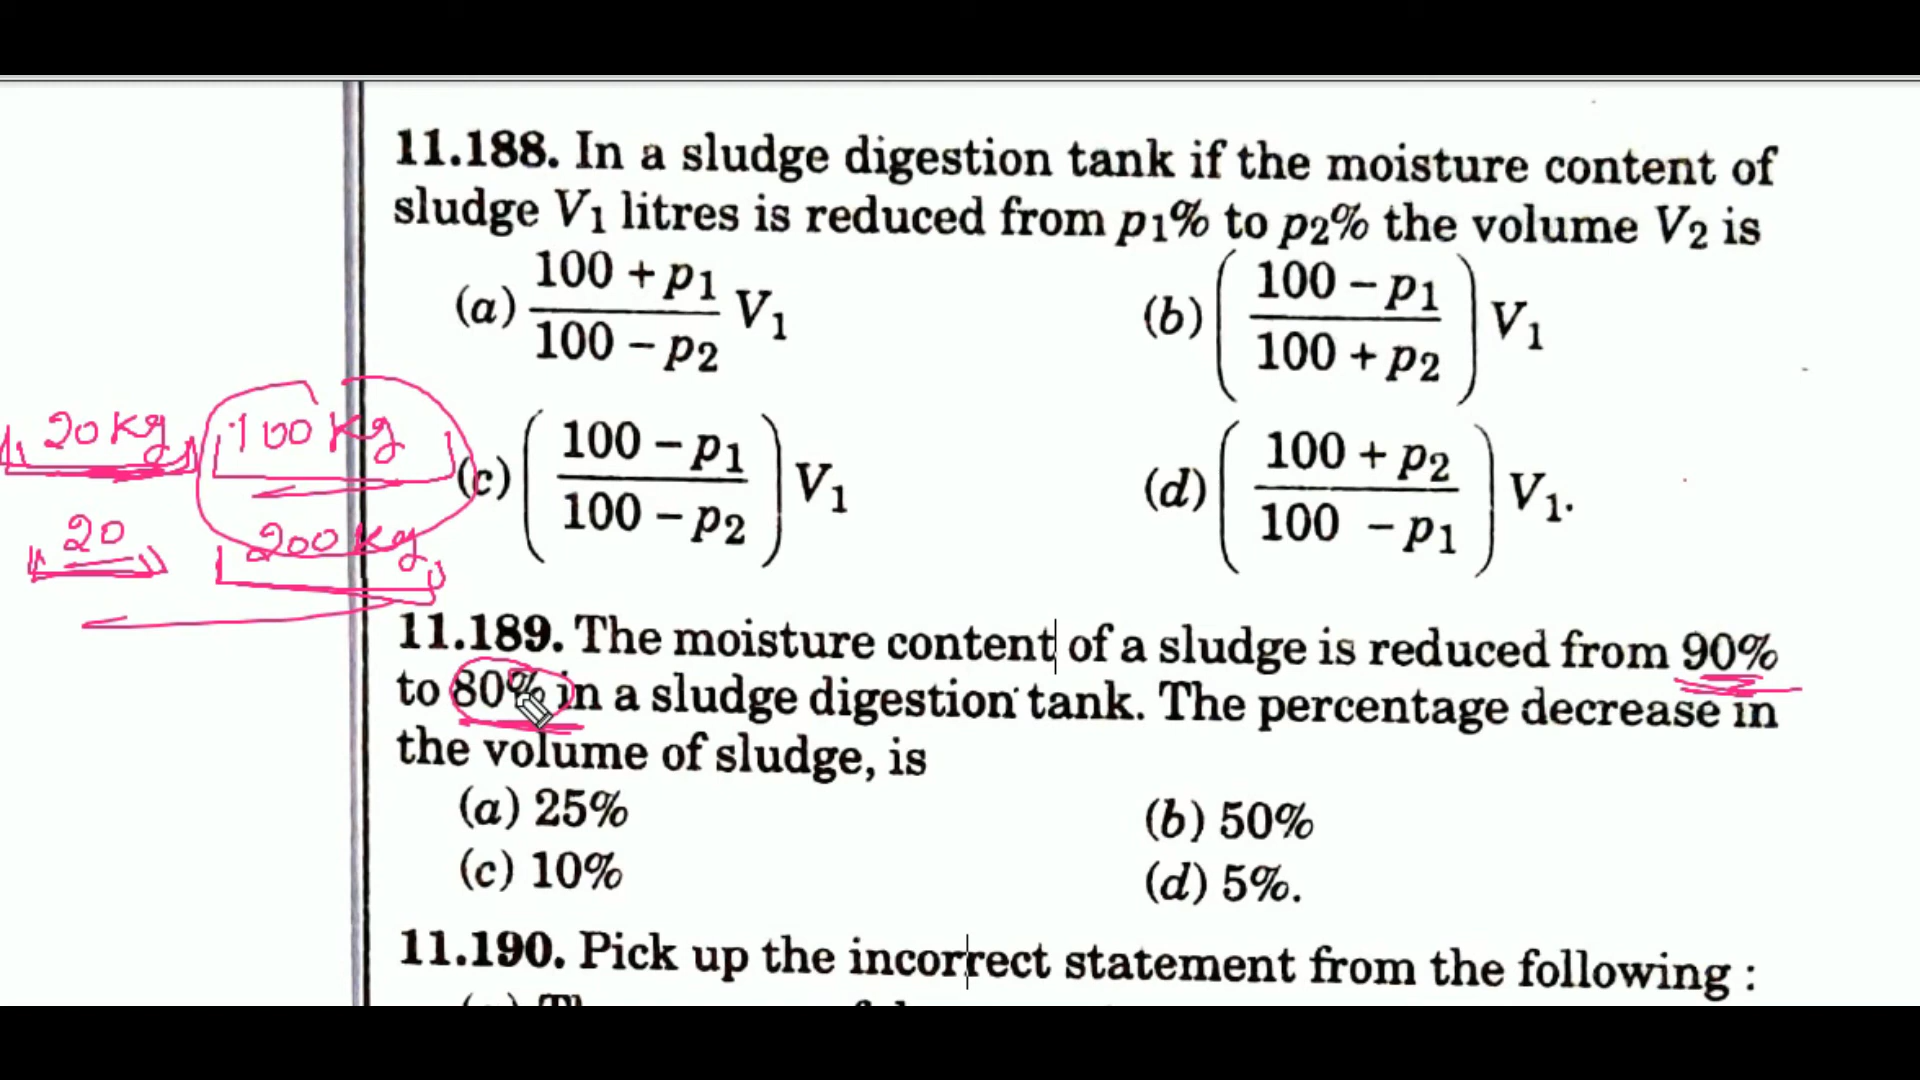 11.188. In a sludge digestion tank if the moisture content of
sludge V1 litres is reduced from p1% to p2% the volume V2 is
(a) 100 + p1 / 100 - p2 V1
(b) ( 100 - p1 / 100 + p2 ) V1
20 kg 100 kg
(c) ( 100 - p1 / 100 - p2 ) V1
(d) ( 100 + p2 / 100 - p1 ) V1.
20 200 kg
11.189. The moisture content of a sludge is reduced from 90%
to 80% in a sludge digestion tank. The percentage decrease in
the volume of sludge, is
(a) 25%
(b) 50%
(c) 10%
(d) 5%.
11.190. Pick up the incorrect statement from the following :